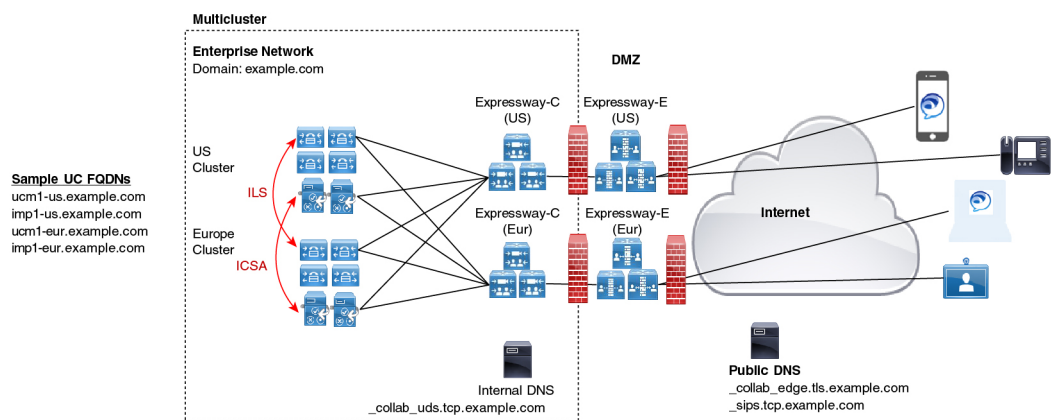 Multicluster
Enterprise Network
Domain: example.com
DMZ
Expressway-C
(US)
Expressway-E
(US)
US
Cluster
Sample UC FQDNs
ucm1-us.example.com
imp1-us.example.com
ucm1-eur.example.com
imp1-eur.example.com
ILS
Europe
Cluster
ICSA
Expressway-C
(Eur)
Expressway-E
(Eur)
Internet
Internal DNS
_collab_uds.tcp.example.com
Public DNS
_collab_edge.tls.example.com
_sips.tcp.example.com